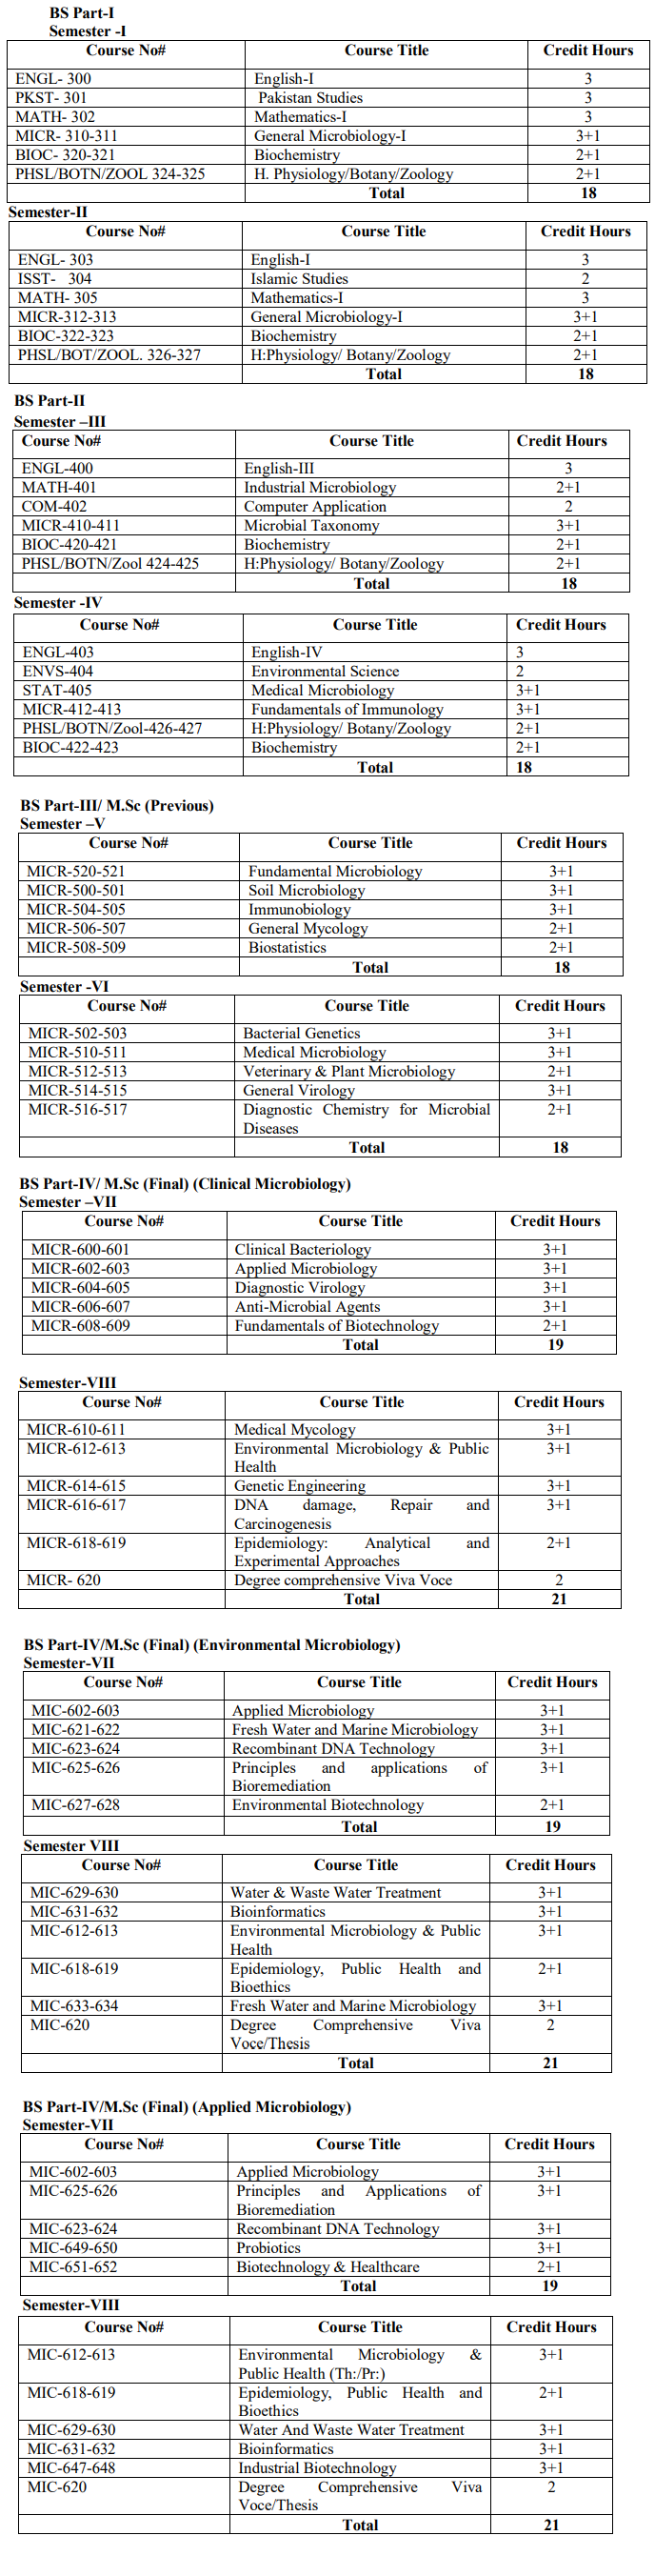 BS Part-I
Semester -I
Course No# Course Title Credit Hours
ENGL- 300 English-I 3
PKST- 301 Pakistan Studies 3
MATH- 302 Mathematics-I 3
MICR- 310-311 General Microbiology-I 3+1
BIOC- 320-321 Biochemistry 2+1
PHSL/BOTN/ZOOL 324-325 H. Physiology/Botany/Zoology 2+1
Total 18
Semester-II
Course No# Course Title Credit Hours
ENGL- 303 English-I 3
ISST- 304 Islamic Studies 2
MATH- 305 Mathematics-I 3
MICR-312-313 General Microbiology-I 3+1
BIOC-322-323 Biochemistry 2+1
PHSL/BOT/ZOOL. 326-327 H:Physiology/ Botany/Zoology 2+1
Total 18
BS Part-II
Semester –III
Course No# Course Title Credit Hours
ENGL-400 English-III 3
MATH-401 Industrial Microbiology 2+1
COM-402 Computer Application 2
MICR-410-411 Microbial Taxonomy 3+1
BIOC-420-421 Biochemistry 2+1
PHSL/BOTN/Zool 424-425 H:Physiology/ Botany/Zoology 2+1
Total 18
Semester -IV
Course No# Course Title Credit Hours
ENGL-403 English-IV 3
ENVS-404 Environmental Science 2
STAT-405 Medical Microbiology 3+1
MICR-412-413 Fundamentals of Immunology 3+1
PHSL/BOTN/Zool-426-427 H:Physiology/ Botany/Zoology 2+1
BIOC-422-423 Biochemistry 2+1
Total 18
BS Part-III/ M.Sc (Previous)
Semester –V
Course No# Course Title Credit Hours
MICR-520-521 Fundamental Microbiology 3+1
MICR-500-501 Soil Microbiology 3+1
MICR-504-505 Immunobiology 3+1
MICR-506-507 General Mycology 2+1
MICR-508-509 Biostatistics 2+1
Total 18
Semester -VI
Course No# Course Title Credit Hours
MICR-502-503 Bacterial Genetics 3+1
MICR-510-511 Medical Microbiology 3+1
MICR-512-513 Veterinary & Plant Microbiology 2+1
MICR-514-515 General Virology 3+1
MICR-516-517 Diagnostic Chemistry for Microbial 2+1
Diseases
Total 18
BS Part-IV/ M.Sc (Final) (Clinical Microbiology)
Semester –VII
Course No# Course Title Credit Hours
MICR-600-601 Clinical Bacteriology 3+1
MICR-602-603 Applied Microbiology 3+1
MICR-604-605 Diagnostic Virology 3+1
MICR-606-607 Anti-Microbial Agents 3+1
MICR-608-609 Fundamentals of Biotechnology 2+1
Total 19
Semester-VIII
Course No# Course Title Credit Hours
MICR-610-611 Medical Mycology 3+1
MICR-612-613 Environmental Microbiology & Public 3+1
Health
MICR-614-615 Genetic Engineering 3+1
MICR-616-617 DNA damage, Repair and 3+1
Carcinogenesis
MICR-618-619 Epidemiology: Analytical and 2+1
Experimental Approaches
MICR- 620 Degree comprehensive Viva Voce 2
Total 21
BS Part-IV/M.Sc (Final) (Environmental Microbiology)
Semester-VII
Course No# Course Title Credit Hours
MIC-602-603 Applied Microbiology 3+1
MIC-621-622 Fresh Water and Marine Microbiology 3+1
MIC-623-624 Recombinant DNA Technology 3+1
MIC-625-626 Principles and applications of 3+1
Bioremediation
MIC-627-628 Environmental Biotechnology 2+1
Total 19
Semester VIII
Course No# Course Title Credit Hours
MIC-629-630 Water & Waste Water Treatment 3+1
MIC-631-632 Bioinformatics 3+1
MIC-612-613 Environmental Microbiology & Public 3+1
Health
MIC-618-619 Epidemiology, Public Health and 2+1
Bioethics
MIC-633-634 Fresh Water and Marine Microbiology 3+1
MIC-620 Degree Comprehensive Viva 2
Voce/Thesis
Total 21
BS Part-IV/M.Sc (Final) (Applied Microbiology)
Semester-VII
Course No# Course Title Credit Hours
MIC-602-603 Applied Microbiology 3+1
MIC-625-626 Principles and Applications of 3+1
Bioremediation
MIC-623-624 Recombinant DNA Technology 3+1
MIC-649-650 Probiotics 3+1
MIC-651-652 Biotechnology & Healthcare 2+1
Total 19
Semester-VIII
Course No# Course Title Credit Hours
MIC-612-613 Environmental Microbiology & 3+1
Public Health (Th:/Pr:)
MIC-618-619 Epidemiology, Public Health and 2+1
Bioethics
MIC-629-630 Water And Waste Water Treatment 3+1
MIC-631-632 Bioinformatics 3+1
MIC-647-648 Industrial Biotechnology 3+1
MIC-620 Degree Comprehensive Viva 2
Voce/Thesis
Total 21